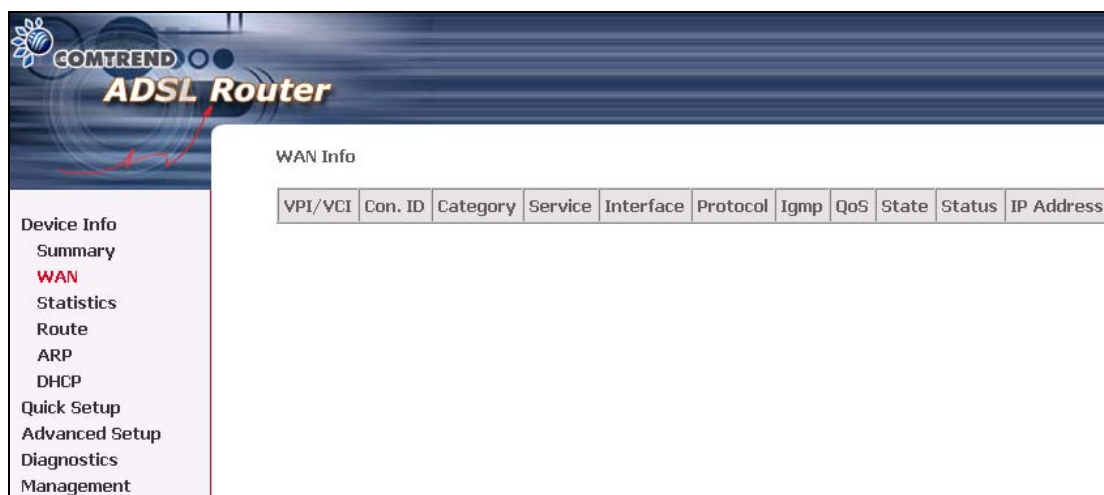 COMTREND
ADSL Router
WAN Info
VPI/VCI Con. ID Category Service Interface Protocol Igmp QoS State Status IP Address
Device Info
Summary
WAN
Statistics
Route
ARP
DHCP
Quick Setup
Advanced Setup
Diagnostics
Management